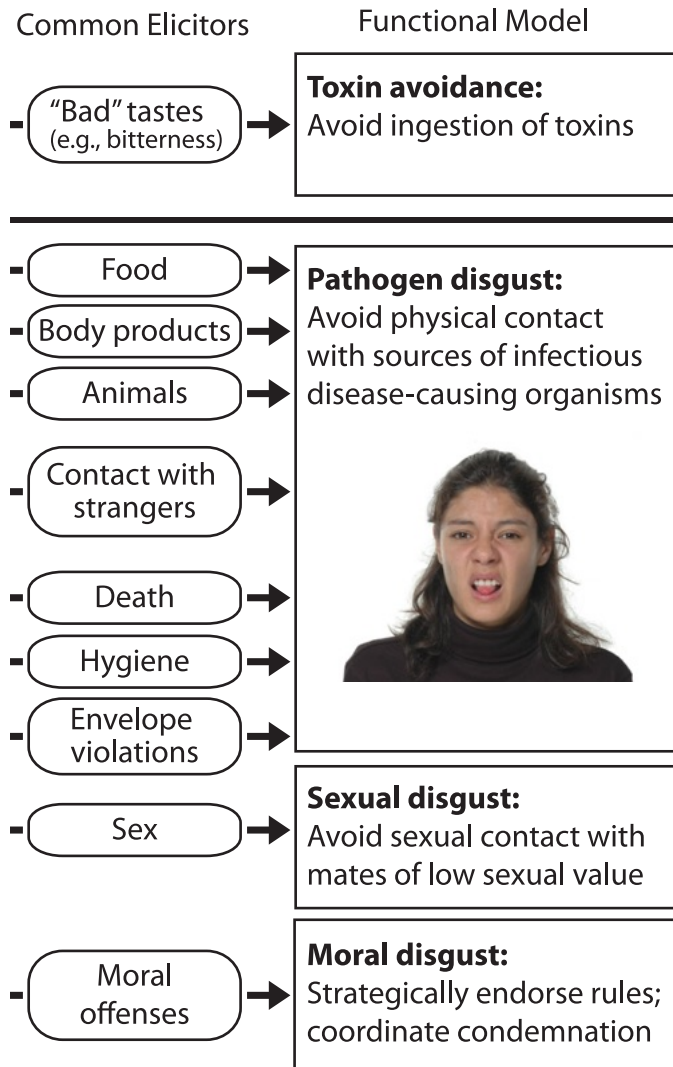 Common Elicitors
Functional Model
“Bad” tastes
(e.g., bitterness)
Toxin avoidance:
Avoid ingestion of toxins
Food
Body products
Animals
Contact with
strangers
Death
Hygiene
Envelope
violations
Pathogen disgust:
Avoid physical contact
with sources of infectious
disease-causing organisms
Sex
Sexual disgust:
Avoid sexual contact with
mates of low sexual value
Moral
offenses
Moral disgust:
Strategically endorse rules;
coordinate condemnation